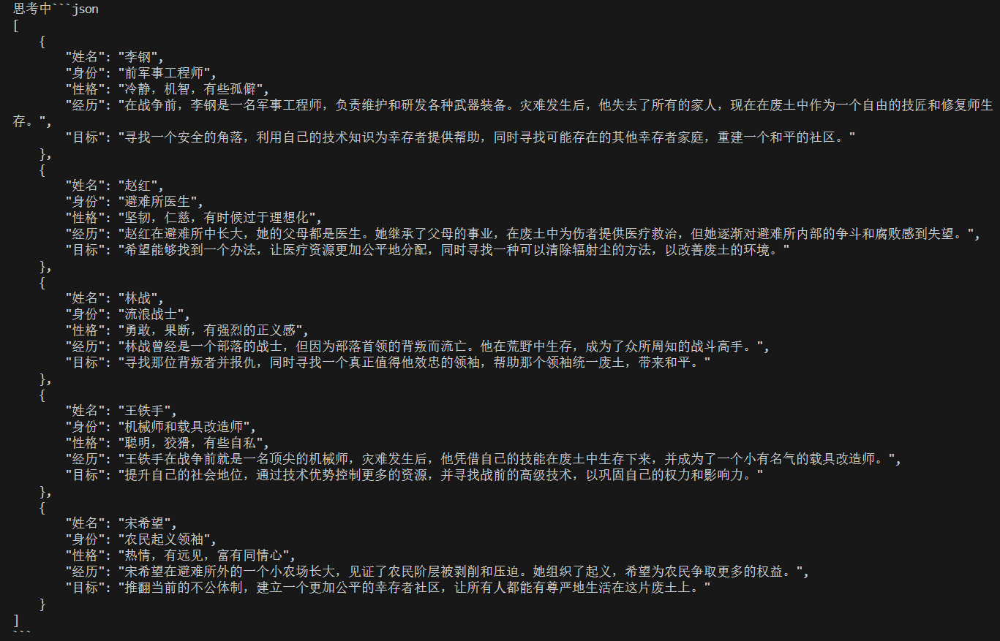 思考中```json
[
    {
        "姓名": "李钢",
        "身份": "前军事工程师",
        "性格": "冷静，机智，有些孤僻",
        "经历": "在战争前，李钢是一名军事工程师，负责维护和研发各种武器装备。灾难发生后，他失去了所有的家人，现在在废土中作为一个自由的技匠和修复师生
存。",
        "目标": "寻找一个安全的角落，利用自己的技术知识为幸存者提供帮助，同时寻找可能存在的其他幸存者家庭，重建一个和平的社区。"
    },
    {
        "姓名": "赵红",
        "身份": "避难所医生",
        "性格": "坚韧，仁慈，有时候过于理想化",
        "经历": "赵红在避难所中长大，她的父母都是医生。她继承了父母的事业，在废土中为伤者提供医疗救治，但她逐渐对避难所内部的争斗和腐败感到失望。",
        "目标": "希望能够找到一个办法，让医疗资源更加公平地分配，同时寻找一种可以清除辐射尘的方法，以改善废土的环境。"
    },
    {
        "姓名": "林战",
        "身份": "流浪战士",
        "性格": "勇敢，果断，有强烈的正义感",
        "经历": "林战曾经是一个部落的战士，但因为部落首领的背叛而流亡。他在荒野中生存，成为了众所周知的战斗高手。",
        "目标": "寻找那位背叛者并报仇，同时寻找一个真正值得他效忠的领袖，帮助那个领袖统一废土，带来和平。"
    },
    {
        "姓名": "王铁手",
        "身份": "机械师和载具改造师",
        "性格": "聪明，狡猾，有些自私",
        "经历": "王铁手在战争前就是一名顶尖的机械师，灾难发生后，他凭借自己的技能在废土中生存下来，并成为了一个小有名气的载具改造师。",
        "目标": "提升自己的社会地位，通过技术优势控制更多的资源，并寻找战前的高级技术，以巩固自己的权力和影响力。"
    },
    {
        "姓名": "宋希望",
        "身份": "农民起义领袖",
        "性格": "热情，有远见，富有同情心",
        "经历": "宋希望在避难所外的一个小农场长大，见证了农民阶层被剥削和压迫。她组织了起义，希望为农民争取更多的权益。",
        "目标": "推翻当前的不公体制，建立一个更加公平的幸存者社区，让所有人都能有尊严地生活在这片废土上。"
    }
]
```